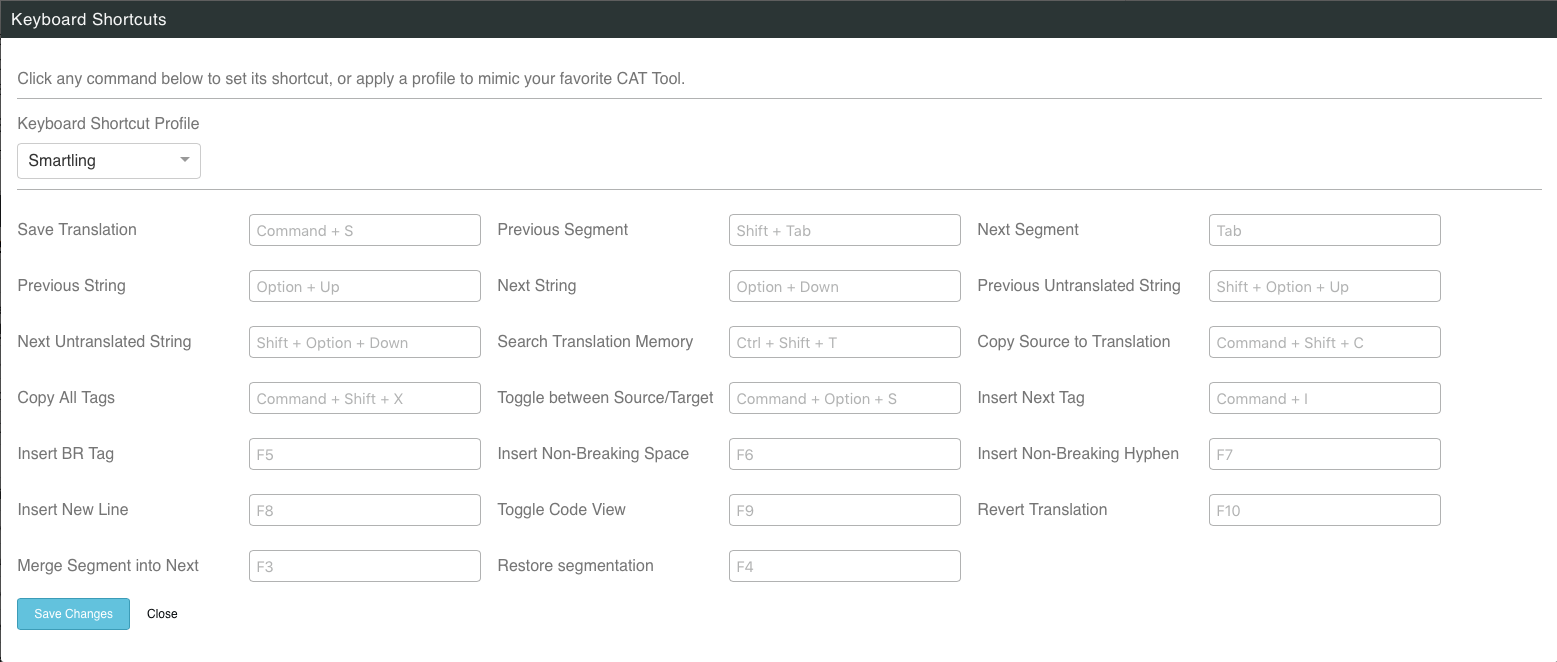 Keyboard Shortcuts
Click any command below to set its shortcut, or apply a profile to mimic your favorite CAT Tool.
Keyboard Shortcut Profile
Smartling
Save Translation Command + S Previous Segment Shift + Tab Next Segment Tab
Previous String Option + Up Next String Option + Down Previous Untranslated String Shift + Option + Up
Next Untranslated String Shift + Option + Down Search Translation Memory Ctrl + Shift + T Copy Source to Translation Command + Shift + C
Copy All Tags Command + Shift + X Toggle between Source/Target Command + Option + S Insert Next Tag Command + I
Insert BR Tag F5 Insert Non-Breaking Space F6 Insert Non-Breaking Hyphen F7
Insert New Line F8 Toggle Code View F9 Revert Translation F10
Merge Segment into Next F3 Restore segmentation F4
Save Changes Close